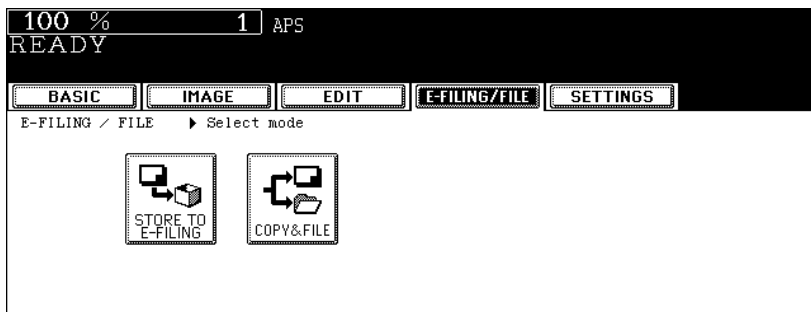 100 % 1 APS
READY
BASIC IMAGE EDIT E-FILING/FILE SETTINGS
E-FILING / FILE ▶ Select mode
STORE TO
E-FILING
COPY&FILE